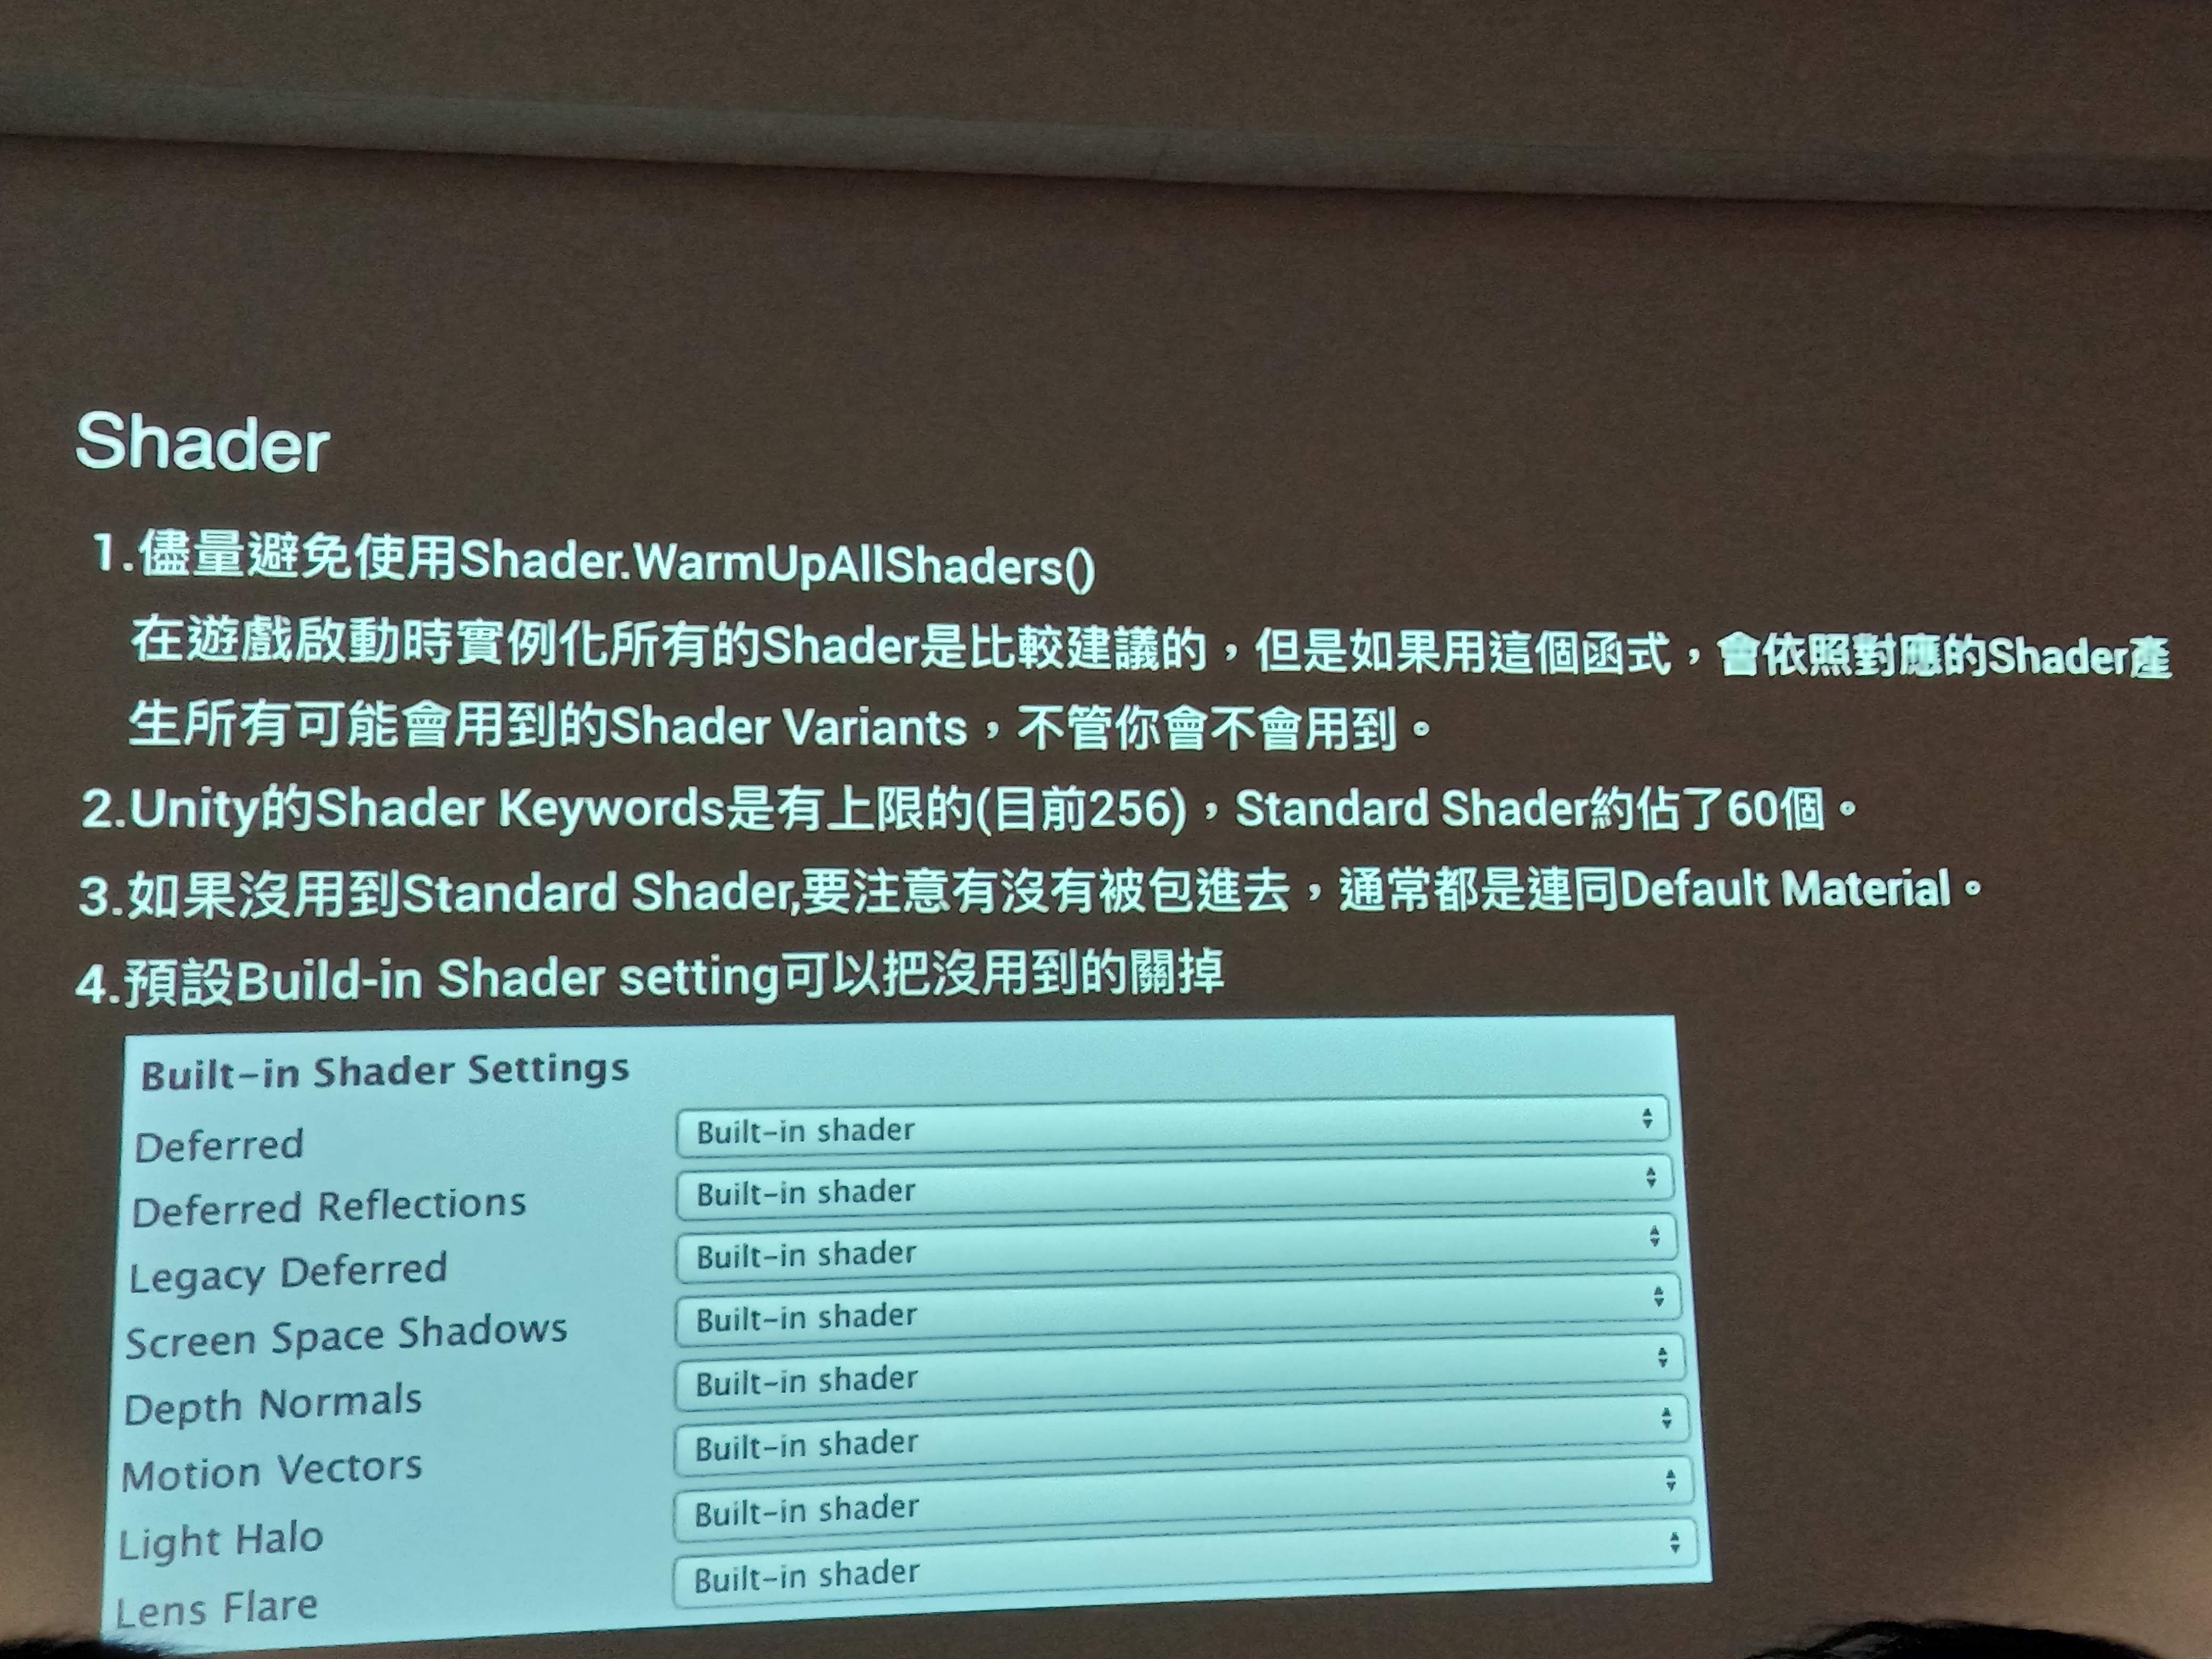 Shader
1.儘量避免使用Shader.WarmUpAllShaders()
在遊戲啟動時實例化所有的Shader是比較建議的，但是如果用這個函式，會依照對應的Shader產
生所有可能會用到的Shader Variants，不管你會不會用到。
2.Unity的Shader Keywords是有上限的(目前256)，Standard Shader約佔了60個。
3.如果沒用到Standard Shader,要注意有沒有被包進去，通常都是連同Default Material。
4.預設Build-in Shader setting可以把沒用到的關掉
Built-in Shader Settings
Deferred Built-in shader
Deferred Reflections Built-in shader
Legacy Deferred Built-in shader
Screen Space Shadows Built-in shader
Depth Normals Built-in shader
Motion Vectors Built-in shader
Light Halo Built-in shader
Lens Flare Built-in shader